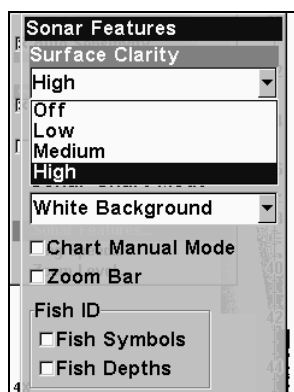 Sonar Features
Surface Clarity
High
Off
Low
Medium
High
White Background
Chart Manual Mode
Zoom Bar
Fish ID
Fish Symbols
Fish Depths